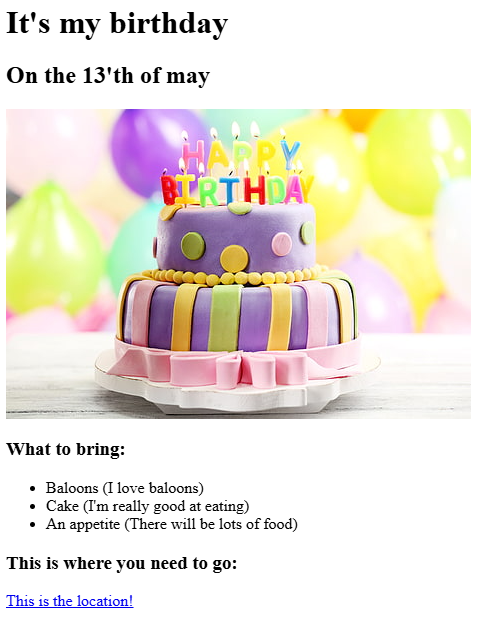 It's my birthday
On the 13'th of may
HAPPY
BIRTHDAY
What to bring:
Baloons (I love baloons)
Cake (I'm really good at eating)
An appetite (There will be lots of food)
This is where you need to go:
This is the location!